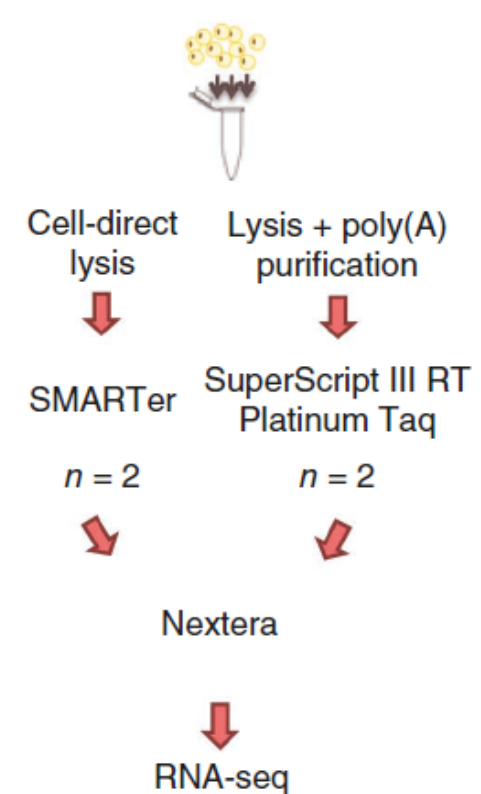 Cell-direct
lysis
Lysis + poly(A)
purification
SMARTer
SuperScript III RT
Platinum Taq
n = 2
n = 2
Nextera
RNA-seq